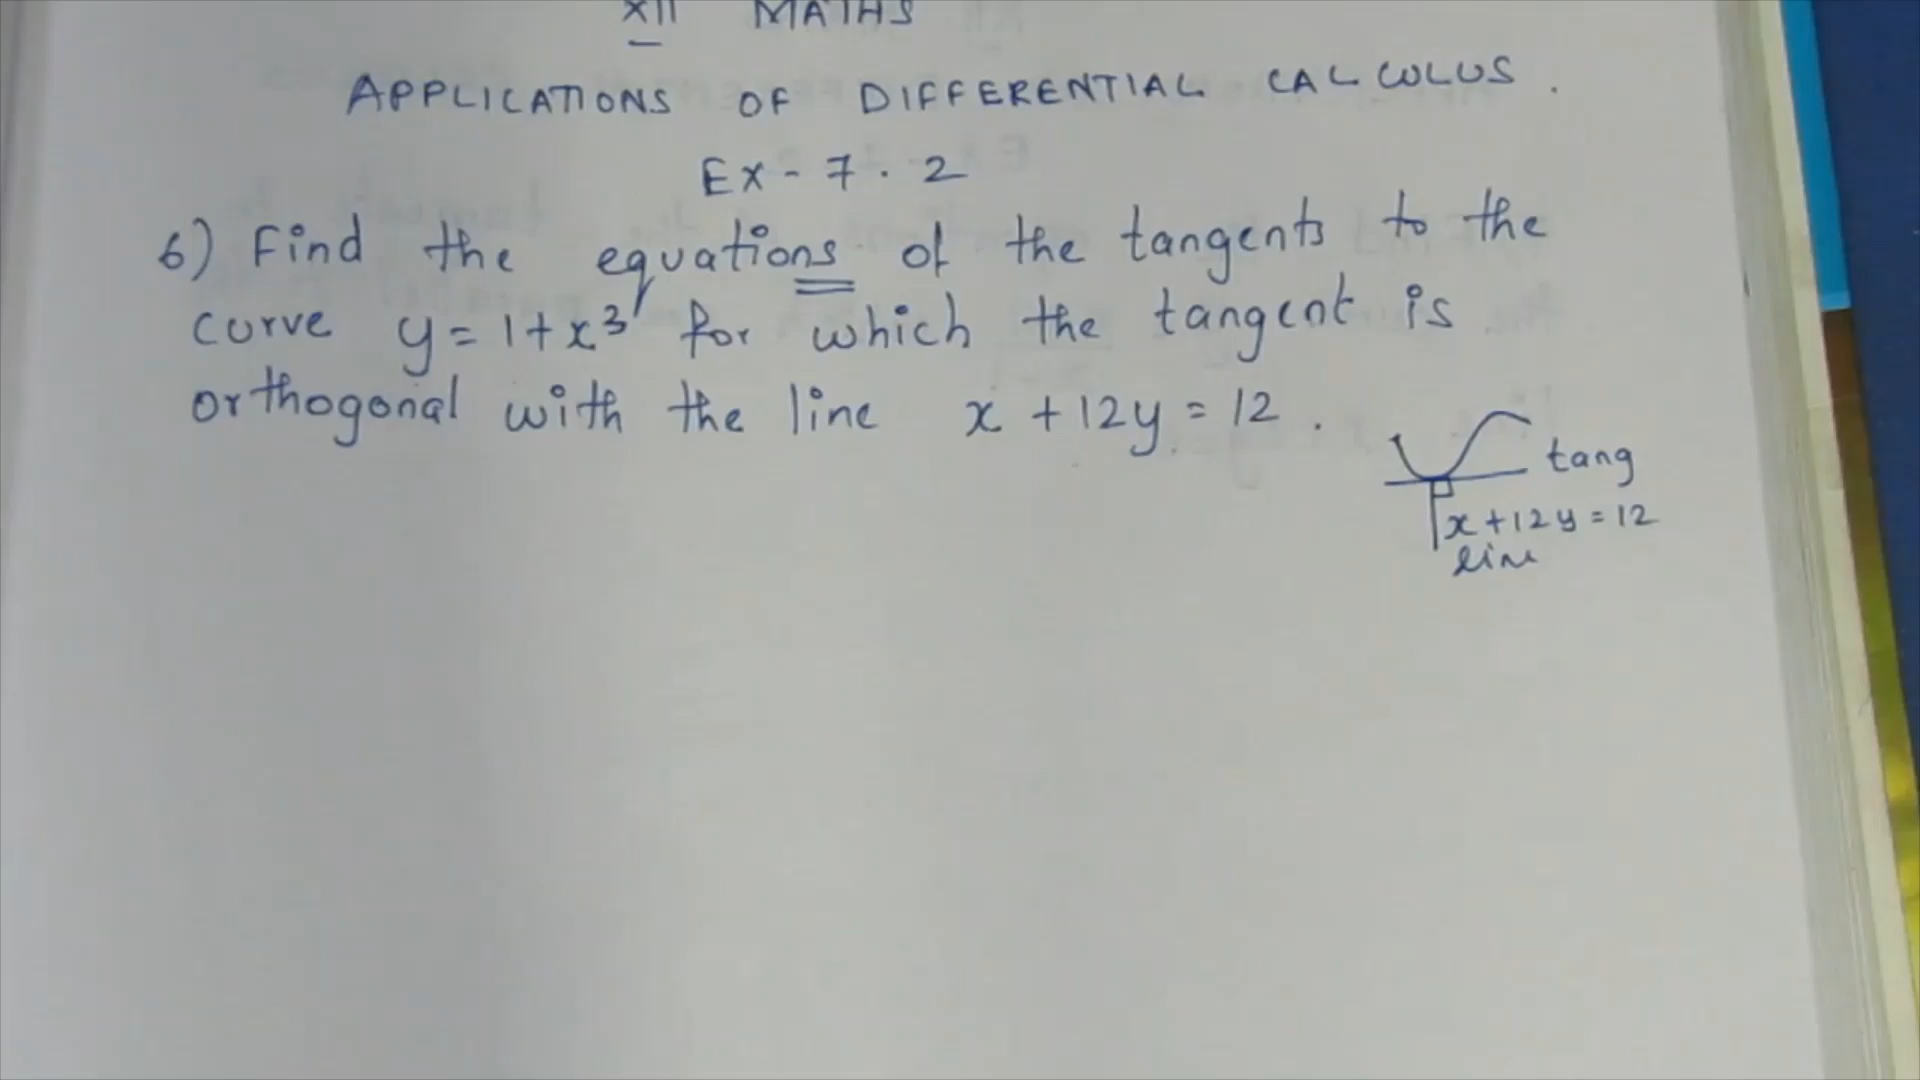 XII MATHS
APPLICATIONS OF DIFFERENTIAL CALCULUS.
Ex - 7.2
6) Find the equations of the tangents to the
curve y = 1 + x³ for which the tangent is
orthogonal with the line x + 12y = 12.
tang
x + 12y = 12
line